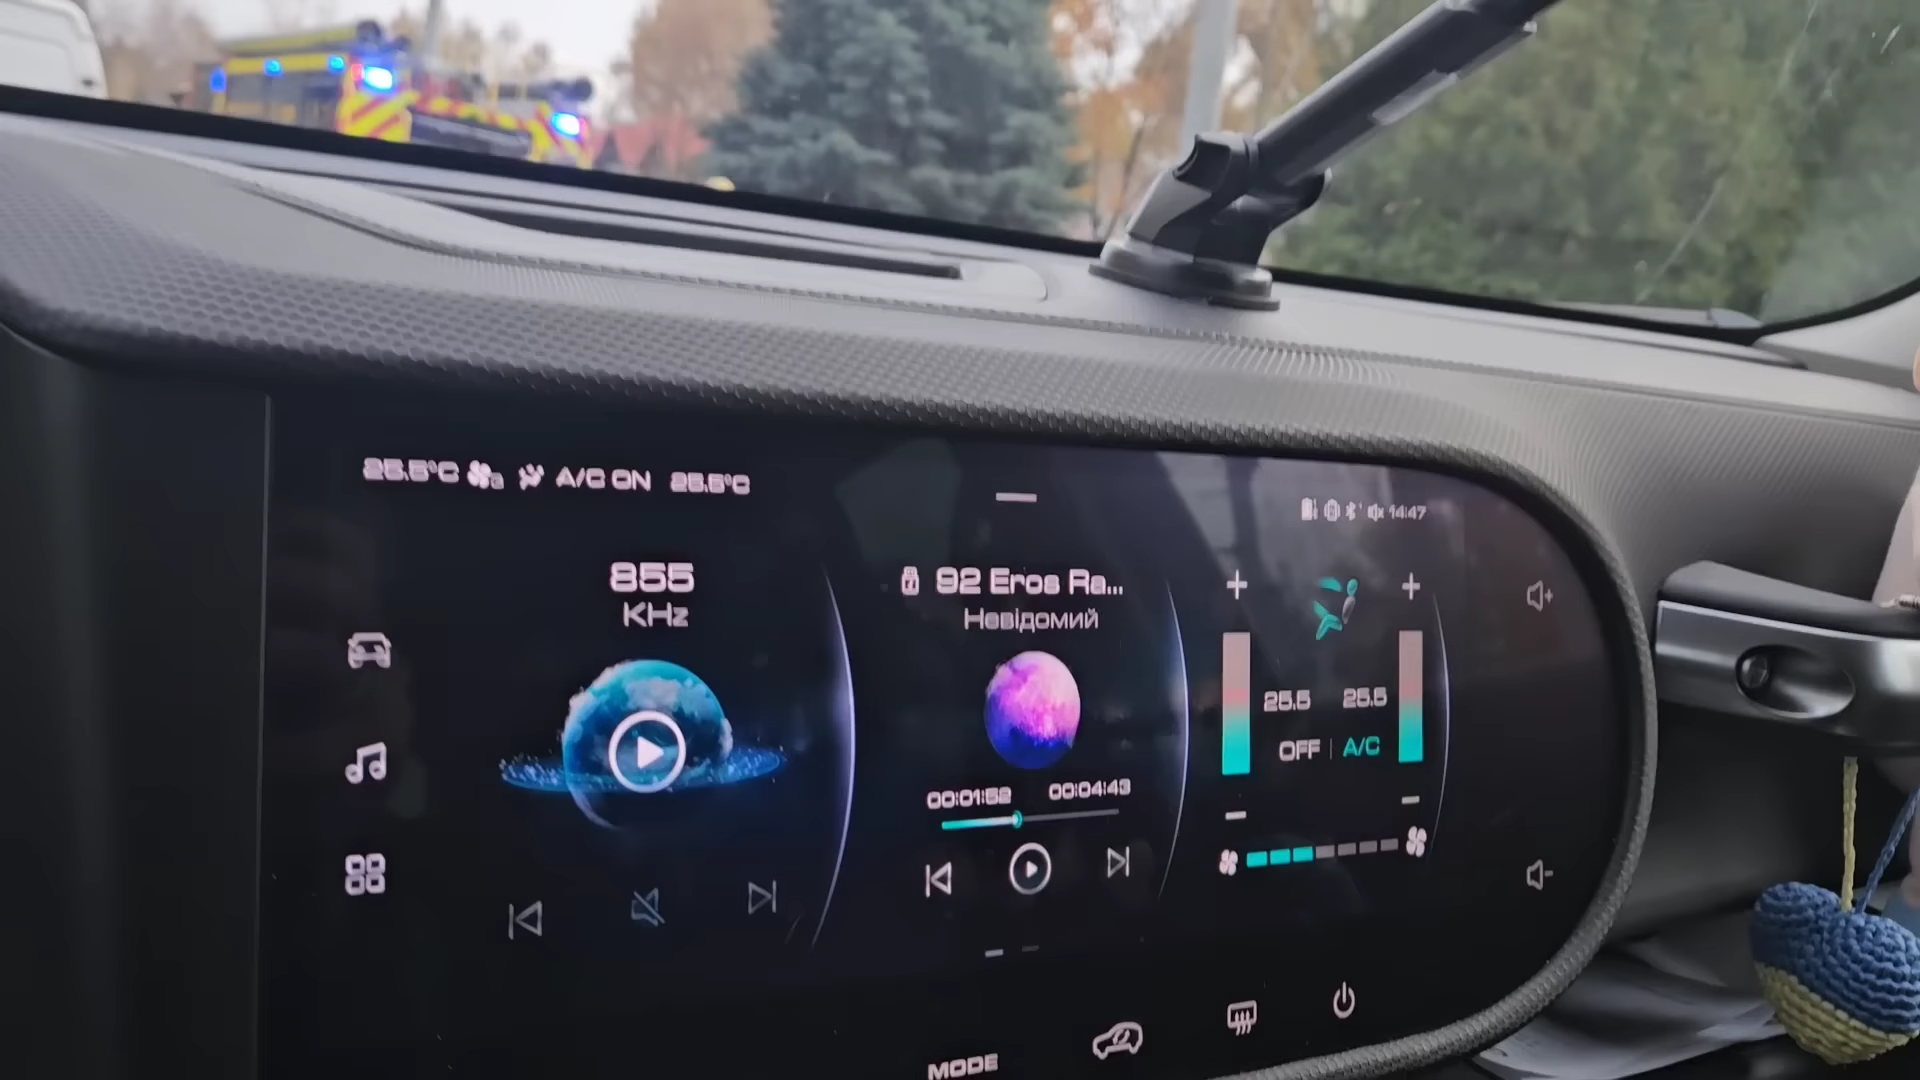 25.5°C A/C ON 25.5°C
14:47
855
KHz
92 Eros Ra...
Невідомий
00:01:52 00:04:43
25.5 25.5
OFF | A/C
MODE